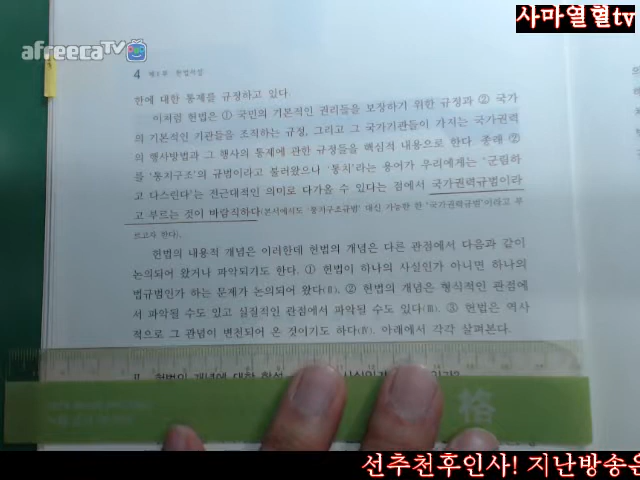 사마열혈tv
afreecaTV
4 제1부 헌법서설
한에 대한 통제를 규정하고 있다.
이처럼 헌법은 ① 국민의 기본적인 권리들을 보장하기 위한 규정과 ② 국가
의 기본적인 기관들을 조직하는 규정, 그리고 그 국가기관들이 가지는 국가권력
의 행사방법과 그 행사의 통제에 관한 규정들을 핵심적 내용으로 한다. 종래 ②
를 '통치구조'의 규범이라고 불러왔으나 '통치'라는 용어가 우리에게는 '군림하
고 다스린다'는 전근대적인 의미로 다가올 수 있다는 점에서 국가권력규범이라
고 부르는 것이 바람직하다(본서에서도 '통치구조규범' 대신 가능한 한 '국가권력규범'이라고 부
르고자 한다).
헌법의 내용적 개념은 이러한데 헌법의 개념은 다른 관점에서 다음과 같이
논의되어 왔거나 파악되기도 한다. ① 헌법이 하나의 사실인가 아니면 하나의
법규범인가 하는 문제가 논의되어 왔다(Ⅱ). ② 헌법의 개념은 형식적인 관점에
서 파악될 수도 있고 실질적인 관점에서 파악될 수도 있다(Ⅲ). ③ 헌법은 역사
적으로 그 관념이 변천되어 온 것이기도 하다(Ⅳ). 아래에서 각각 살펴본다.
格
선추천후인사! 지난방송은